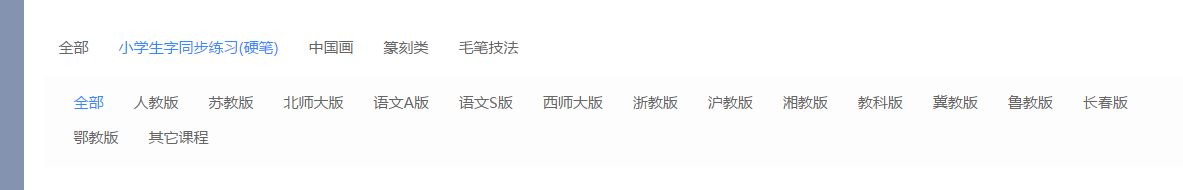 全部 小学生字同步练习(硬笔) 中国画 篆刻类 毛笔技法
全部 人教版 苏教版 北师大版 语文A版 语文S版 西师大版 浙教版 沪教版 湘教版 教科版 冀教版 鲁教版 长春版
鄂教版 其它课程